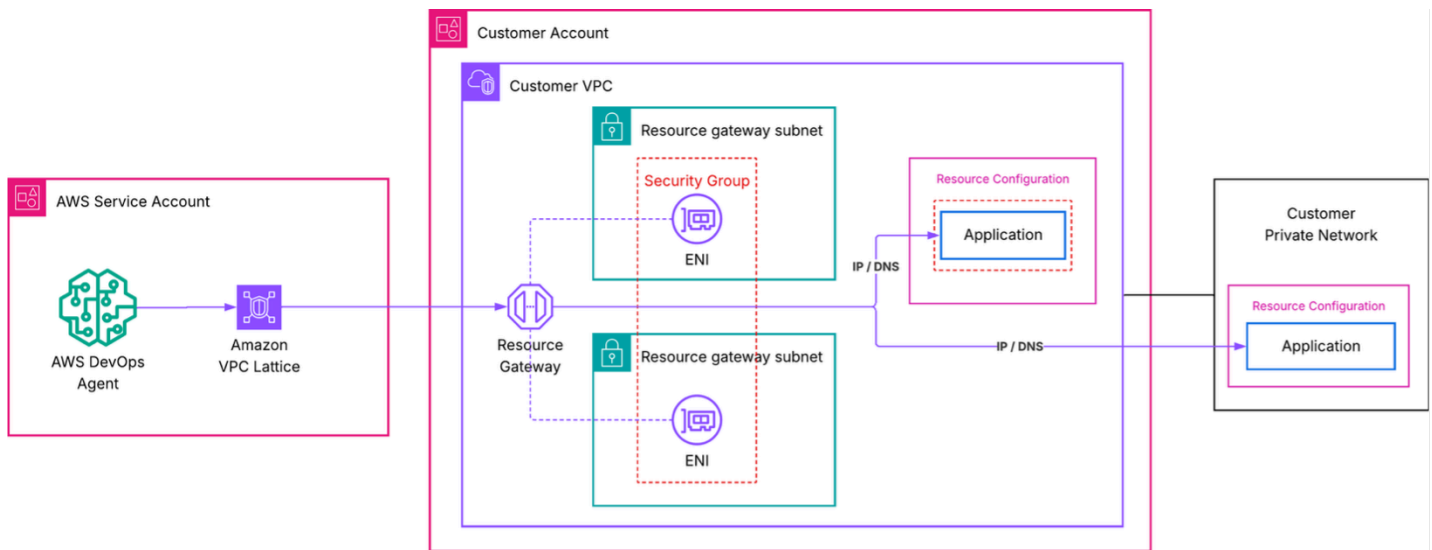 Customer Account
Customer VPC
Resource gateway subnet
Security Group
ENI
AWS Service Account
AWS DevOps
Agent
Amazon
VPC Lattice
Resource
Gateway
Resource gateway subnet
ENI
Resource Configuration
Application
IP / DNS
IP / DNS
Customer
Private Network
Resource Configuration
Application